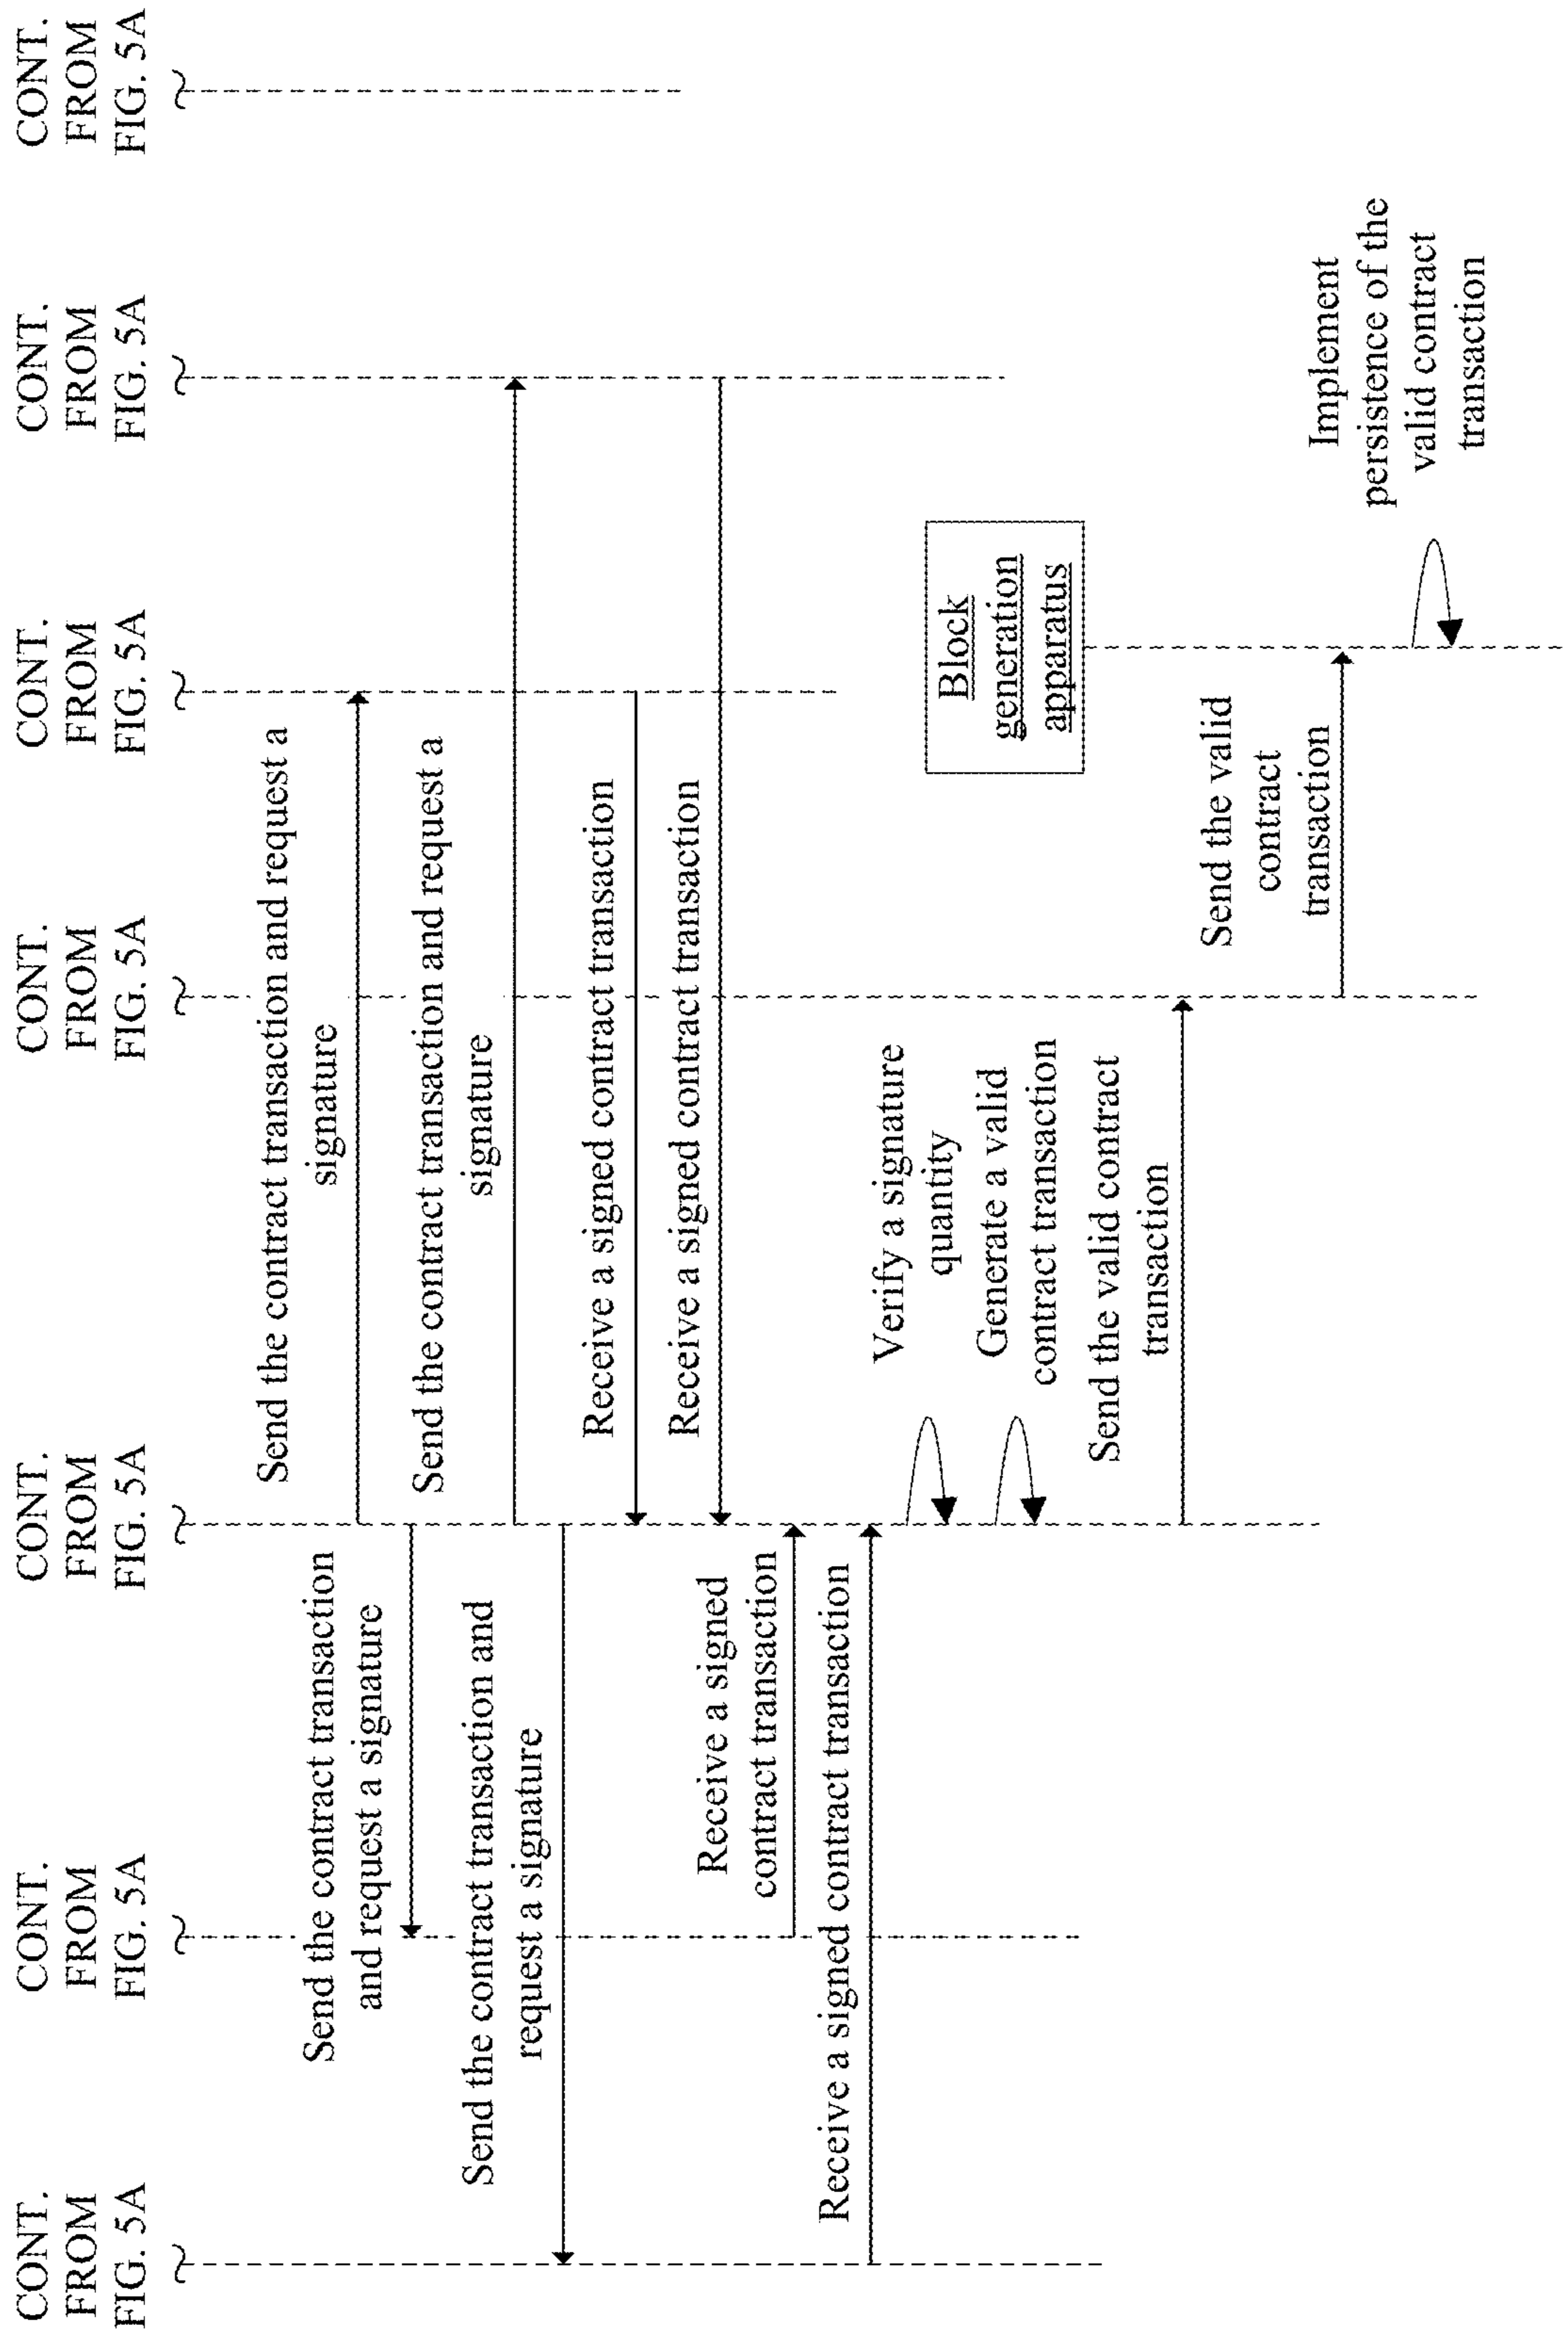 CONT.
FROM
FIG. 5A
CONT.
FROM
FIG. 5A
CONT.
FROM
FIG. 5A
CONT.
FROM
FIG. 5A
CONT.
FROM
FIG. 5A
CONT.
FROM
FIG. 5A
CONT.
FROM
FIG. 5A
Send the contract transaction and request a
signature
Send the contract transaction
and request a signature
Send the contract transaction and request a
signature
Send the contract transaction and
request a signature
Receive a signed contract transaction
Receive a signed contract transaction
Receive a signed
contract transaction
Receive a signed contract transaction
Verify a signature
quantity
Generate a valid
contract transaction
Block
generation
apparatus
Send the valid contract
transaction
Send the valid
contract
transaction
Implement
persistence of the
valid contract
transaction